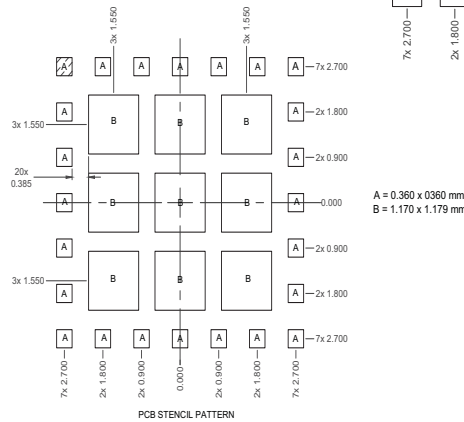 7x 2.700
2x 1.800
3x 1.550
3x 1.550
A A A A A A A 7x 2.700
A A 2x 1.800
3x 1.550
B B B
A A 2x 0.900
20x
0.385
A B B B A 0.000
A = 0.360 x 0360 mm
B = 1.170 x 1.179 mm
A A 2x 0.900
3x 1.550
B B B
A A 2x 1.800
A A A A A A A 7x 2.700
7x 2.700
2x 1.800
2x 0.900
0.000
2x 0.900
2x 1.800
7x 2.700
PCB STENCIL PATTERN